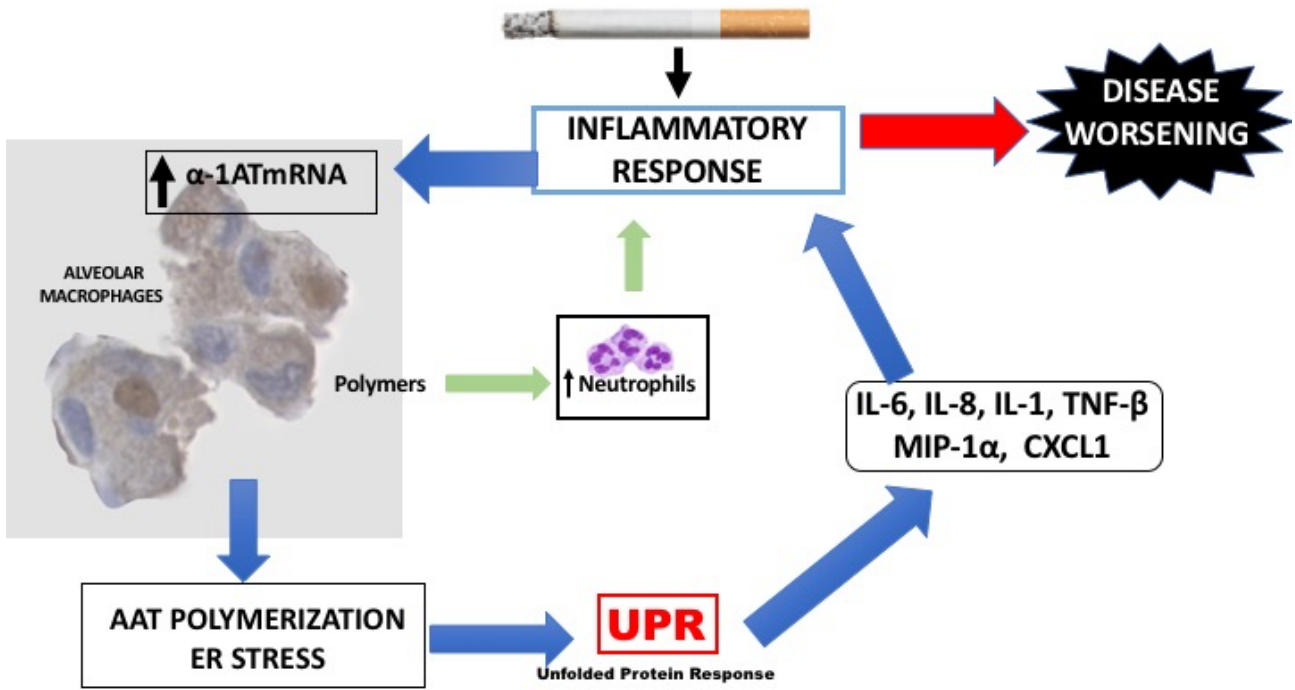 DISEASE
WORSENING
INFLAMMATORY
RESPONSE
α-1ATmRNA
ALVEOLAR
MACROPHAGES
Polymers
Neutrophils
IL-6, IL-8, IL-1, TNF-β
MIP-1α, CXCL1
AAT POLYMERIZATION
ER STRESS
UPR
Unfolded Protein Response